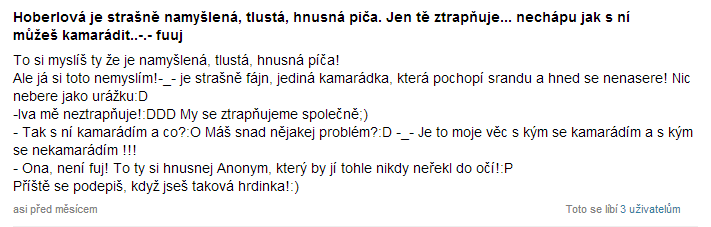 Hoberlová je strašně namyšlená, tlustá, hnusná piča. Jen tě ztrapňuje... nechápu jak s ní
můžeš kamarádit..-.- fuuj
To si myslíš ty že je namyšlená, tlustá, hnusná píča!
Ale já si toto nemyslím!-_- je strašně fájn, jediná kamarádka, která pochopí srandu a hned se nenasere! Nic
nebere jako urážku:D
-Iva mě neztrapňuje!:DDD My se ztrapňujeme společně;)
- Tak s ní kamarádím a co?:O Máš snad nějakej problém?:D -_- Je to moje věc s kým se kamarádím a s kým
se nekamarádím !!!
- Ona, není fuj! To ty si hnusnej Anonym, který by jí tohle nikdy neřekl do očí!:P
Příště se podepiš, když jseš taková hrdinka!:)
asi před měsícem
Toto se líbí 3 uživatelům